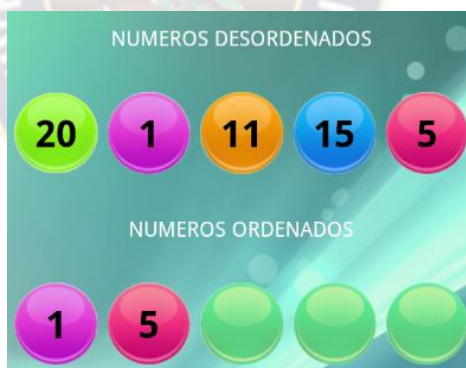 NUMEROS DESORDENADOS
20 1 11 15 5
NUMEROS ORDENADOS
1 5